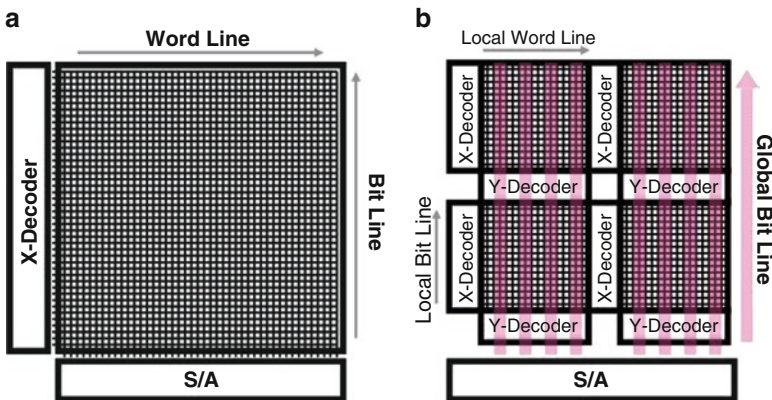 a
Word Line
X-Decoder
Bit Line
S/A
b
Local Word Line
X-Decoder
X-Decoder
Y-Decoder
Y-Decoder
Local Bit Line
X-Decoder
X-Decoder
Y-Decoder
Y-Decoder
Global Bit Line
S/A